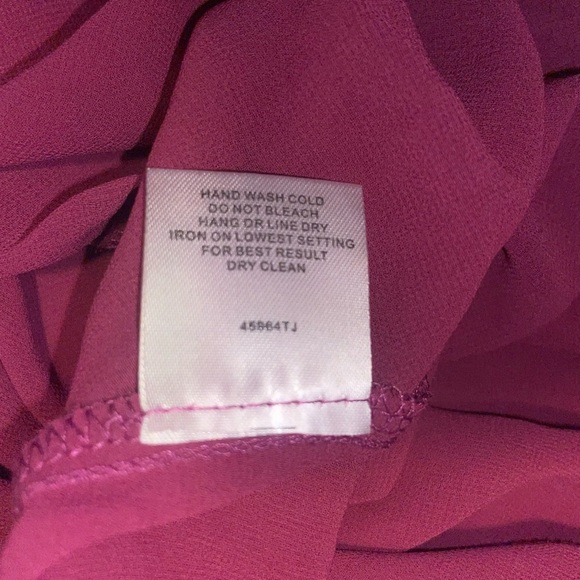 HAND WASH COLD
DO NOT BLEACH
HANG OR LINE DRY
IRON ON LOWEST SETTING
FOR BEST RESULT
DRY CLEAN
45864TJ